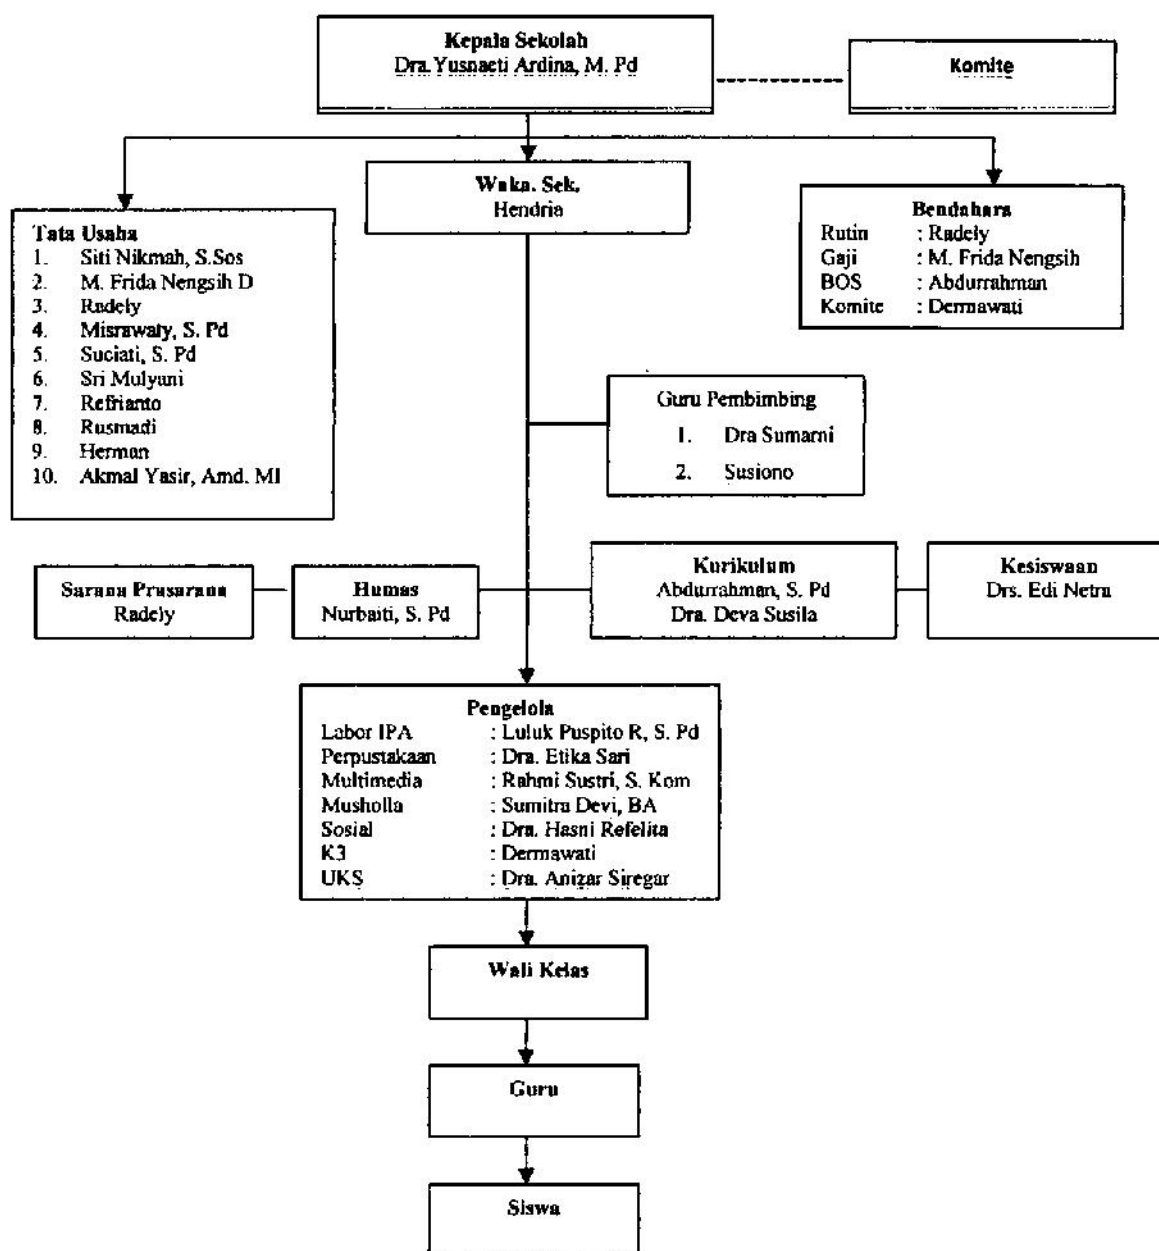 Kepala Sekolah
Dra.Yusnaeti Ardina, M. Pd
Komite
Waka. Sek.
Hendria
Tata Usaha
1. Siti Nikmah, S.Sos
2. M. Frida Nengsih D
3. Radely
4. Misrawaty, S. Pd
5. Suciati, S. Pd
6. Sri Mulyani
7. Refrianto
8. Rusmadi
9. Herman
10. Akmal Yasir, Amd. MI
Bendahara
Rutin : Radely
Gaji : M. Frida Nengsih
BOS : Abdurrahman
Komite : Dermawati
Guru Pembimbing
1. Dra Sumarni
2. Susiono
Sarana Prasarana
Radely
Humas
Nurbaiti, S. Pd
Kurikulum
Abdurrahman, S. Pd
Dra. Deva Susila
Kesiswaan
Drs. Edi Netra
Pengelola
Labor IPA : Luluk Puspito R, S. Pd
Perpustakaan : Dra. Etika Sari
Multimedia : Rahmi Sustri, S. Kom
Musholla : Sumitra Devi, BA
Sosial : Dra. Hasni Refelita
K3 : Dermawati
UKS : Dra. Anizar Siregar
Wali Kelas
Guru
Siswa